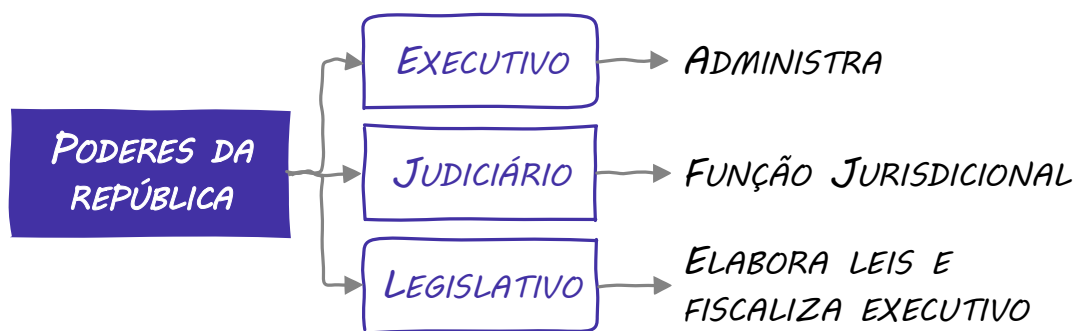 PODERES DA
REPÚBLICA
EXECUTIVO
ADMINISTRA
JUDICIÁRIO
FUNÇÃO JURISDICIONAL
LEGISLATIVO
ELABORA LEIS E
FISCALIZA EXECUTIVO